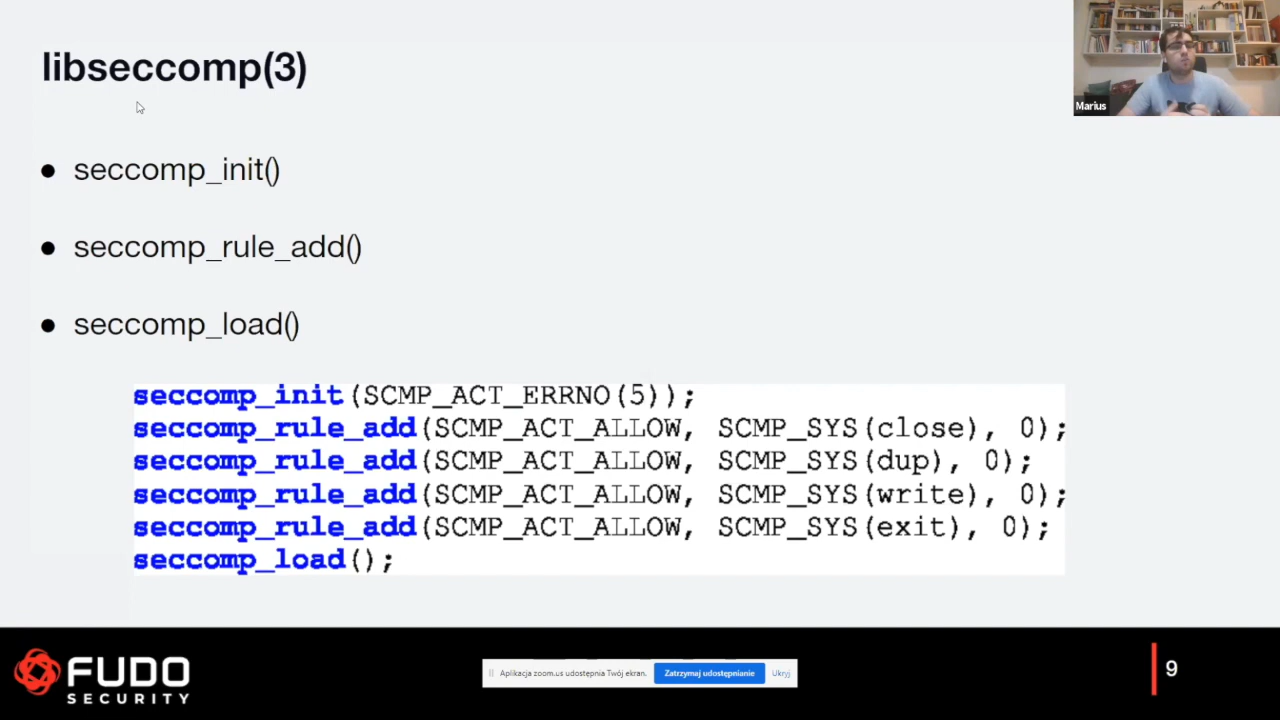 libseccomp(3)
Marius
● seccomp_init()
● seccomp_rule_add()
● seccomp_load()
seccomp_init(SCMP_ACT_ERRNO(5));
seccomp_rule_add(SCMP_ACT_ALLOW, SCMP_SYS(close), 0);
seccomp_rule_add(SCMP_ACT_ALLOW, SCMP_SYS(dup), 0);
seccomp_rule_add(SCMP_ACT_ALLOW, SCMP_SYS(write), 0);
seccomp_rule_add(SCMP_ACT_ALLOW, SCMP_SYS(exit), 0);
seccomp_load();
FUDO
SECURITY
Aplikacja zoom.us udostępnia Twój ekran. Zatrzymaj udostępnianie Ukryj
9